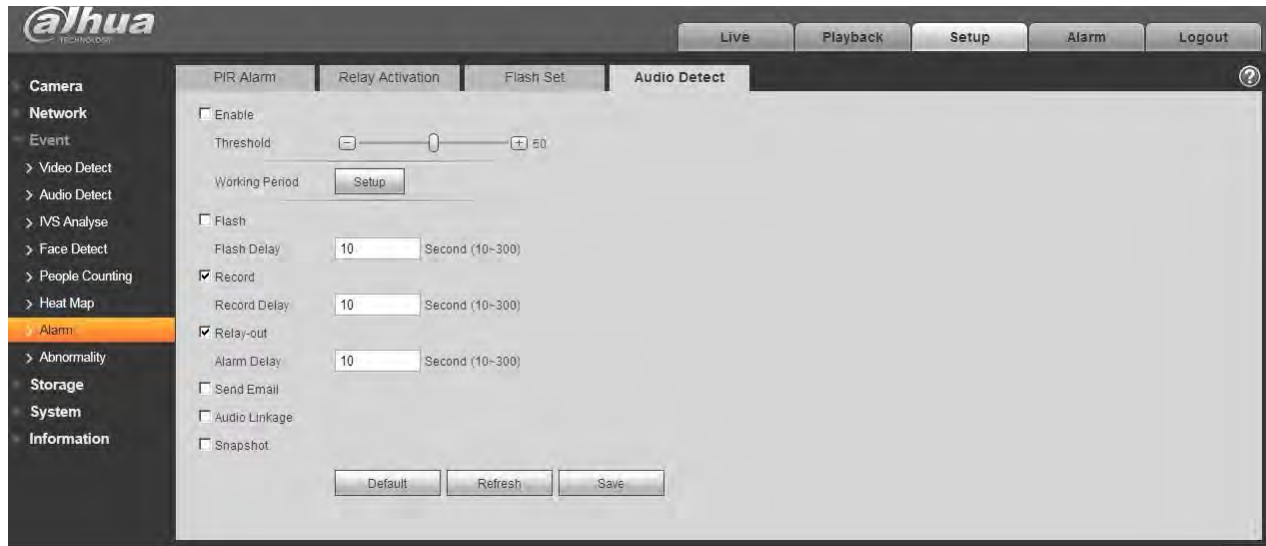 alhua
TECHNOLOGY
Live Playback Setup Alarm Logout
PIR Alarm Relay Activation Flash Set Audio Detect ?
Camera
Network
Event
> Video Detect
> Audio Detect
> IVS Analyse
> Face Detect
> People Counting
> Heat Map
> Alarm
> Abnormality
Storage
System
Information
Enable
Threshold - + 50
Working Period Setup
Flash
Flash Delay 10 Second (10~300)
Record
Record Delay 10 Second (10~300)
Relay-out
Alarm Delay 10 Second (10~300)
Send Email
Audio Linkage
Snapshot
Default Refresh Save